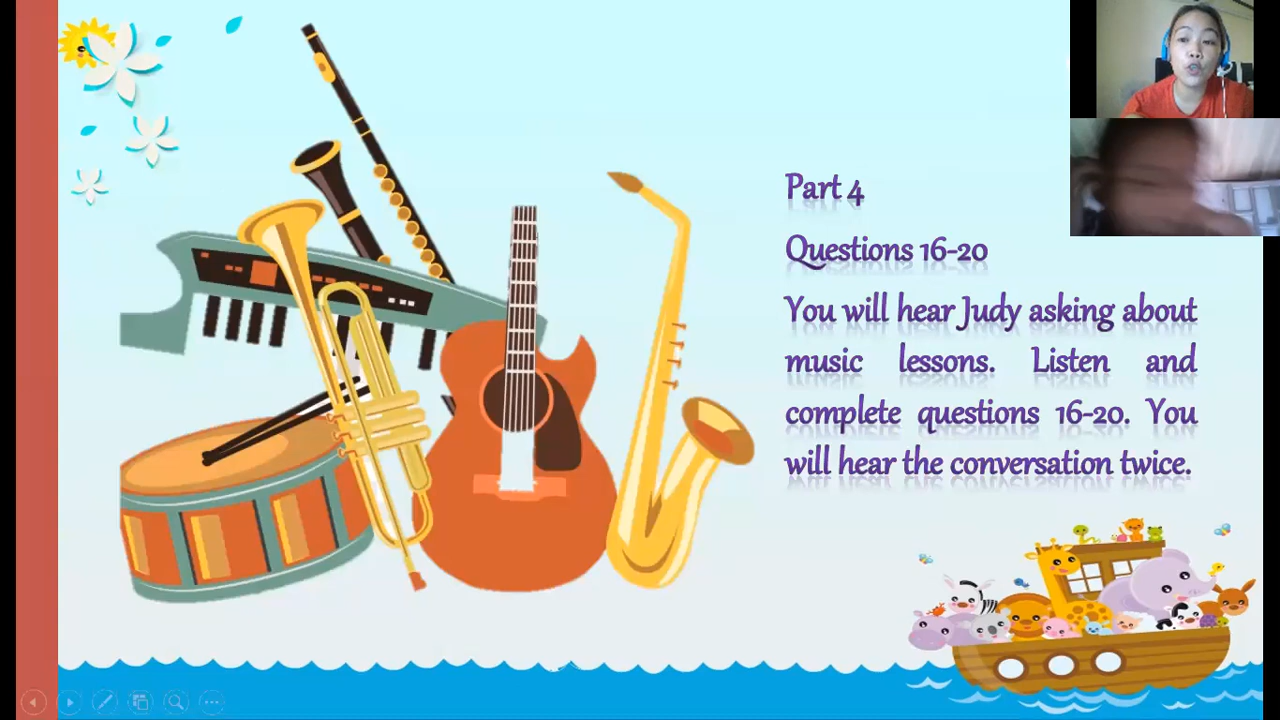 Part 4
Questions 16-20
You will hear Judy asking about
music lessons. Listen and
complete questions 16-20. You
will hear the conversation twice.